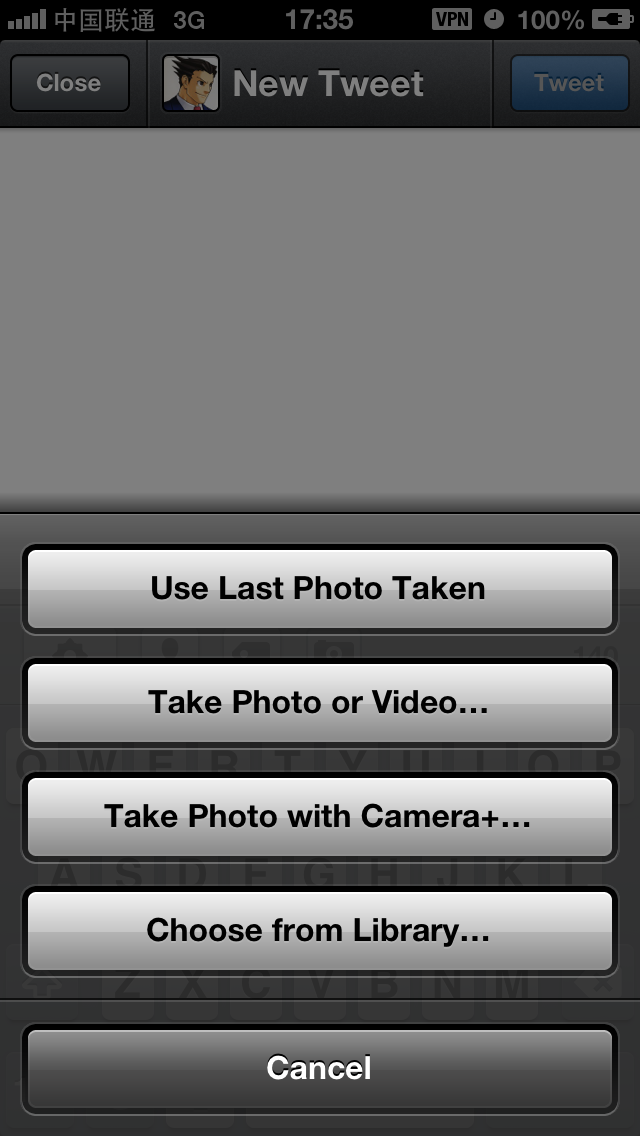 中国联通 3G 17:35 VPN 100%
Close New Tweet Tweet
Use Last Photo Taken
140
Take Photo or Video...
Q W E R T Y U I O P
Take Photo with Camera+...
A S D F G H J K L
Choose from Library...
Z X C V B N M
Cancel